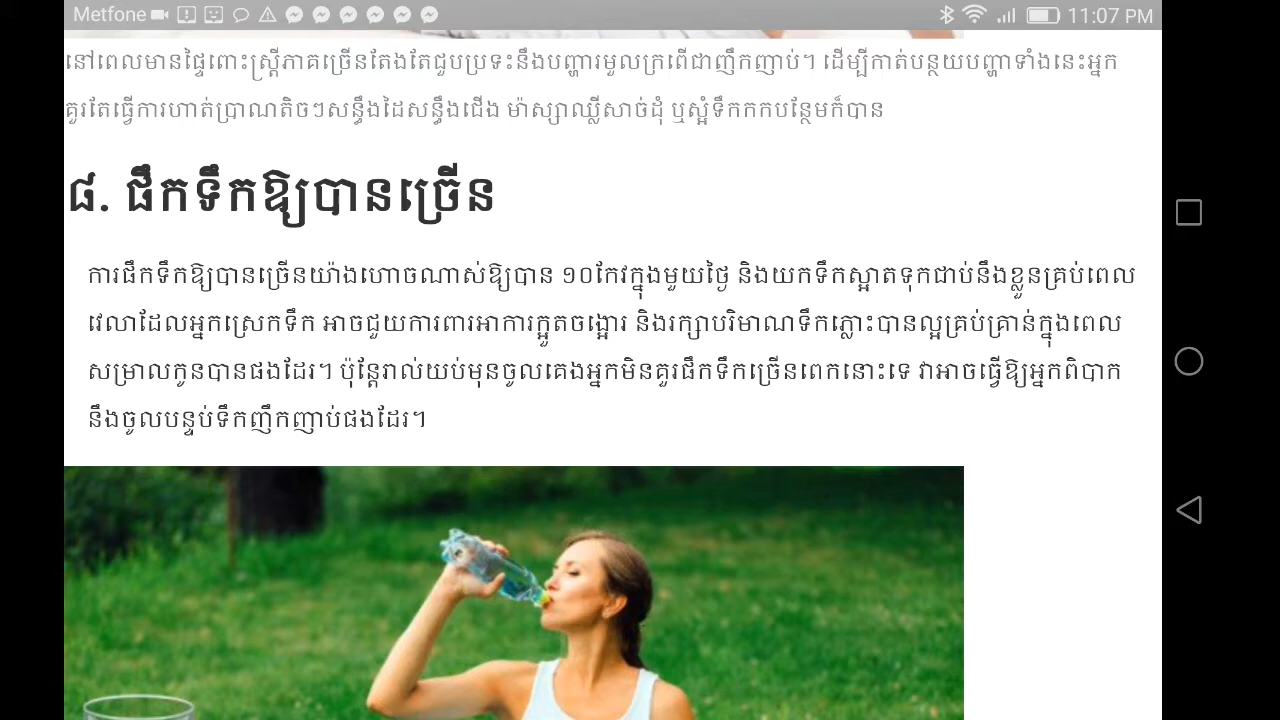 Metfone 11:07 PM
នៅពេលមានផ្ទៃពោះស្ត្រីភាគច្រើនតែងតែជួបប្រទះនឹងបញ្ហារមួលក្រពើជាញឹកញាប់។ ដើម្បីកាត់បន្ថយបញ្ហាទាំងនេះអ្នក
គួរតែធ្វើការហាត់ប្រាណតិចៗសន្ធឹងដៃសន្ធឹងជើង ម៉ាស្សាឈ្លីសាច់ដុំ ឬស្អំទឹកកកបន្ថែមក៏បាន
៨. ផឹកទឹកឱ្យបានច្រើន
ការផឹកទឹកឱ្យបានច្រើនយ៉ាងហោចណាស់ឱ្យបាន ១០កែវក្នុងមួយថ្ងៃ និងយកទឹកស្អាតទុកជាប់នឹងខ្លួនគ្រប់ពេល
វេលាដែលអ្នកស្រេកទឹក អាចជួយការពារអាការក្អួតចង្អោរ និងរក្សាបរិមាណទឹកភ្លោះបានល្អគ្រប់គ្រាន់ក្នុងពេល
សម្រាលកូនបានផងដែរ។ ប៉ុន្តែរាល់យប់មុនចូលគេងអ្នកមិនគួរផឹកទឹកច្រើនពេកនោះទេ វាអាចធ្វើឱ្យអ្នកពិបាក
នឹងចូលបន្ទប់ទឹកញឹកញាប់ផងដែរ។